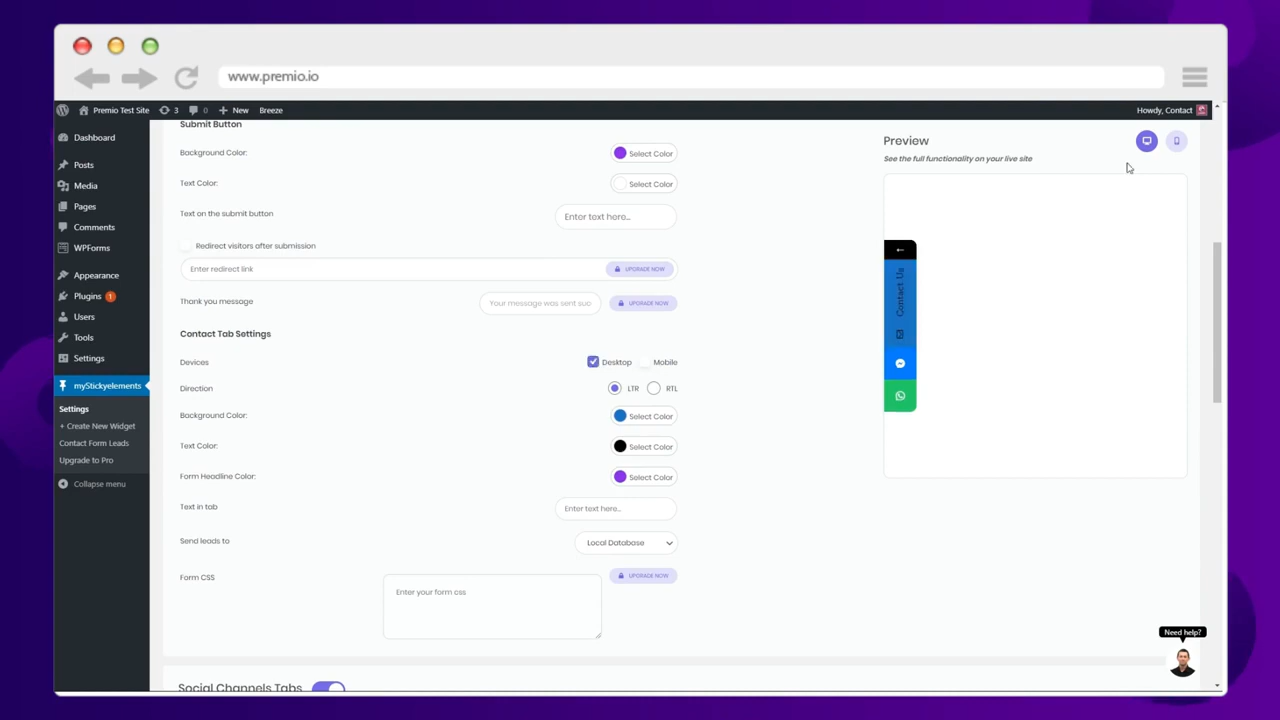 www.premio.io
Premio Test Site 3 0 New Breeze Howdy, Contact
Dashboard
Posts
Media
Pages
Comments
WPForms
Appearance
Plugins 1
Users
Tools
Settings
myStickyelements
Settings
+ Create New Widget
Contact Form Leads
Upgrade to Pro
Collapse menu
Submit Button
Background Color: Select Color
Text Color: Select Color
Text on the submit button Enter text here...
Redirect visitors after submission
Enter redirect link UPGRADE NOW
Thank you message Your message was sent suc UPGRADE NOW
Contact Tab Settings
Devices Desktop Mobile
Direction LTR RTL
Background Color: Select Color
Text Color: Select Color
Form Headline Color: Select Color
Text in tab Enter text here...
Send leads to Local Database
Form CSS Enter your form css UPGRADE NOW
Social Channels Tabs
Preview
See the full functionality on your live site
Contact Us
Need help?